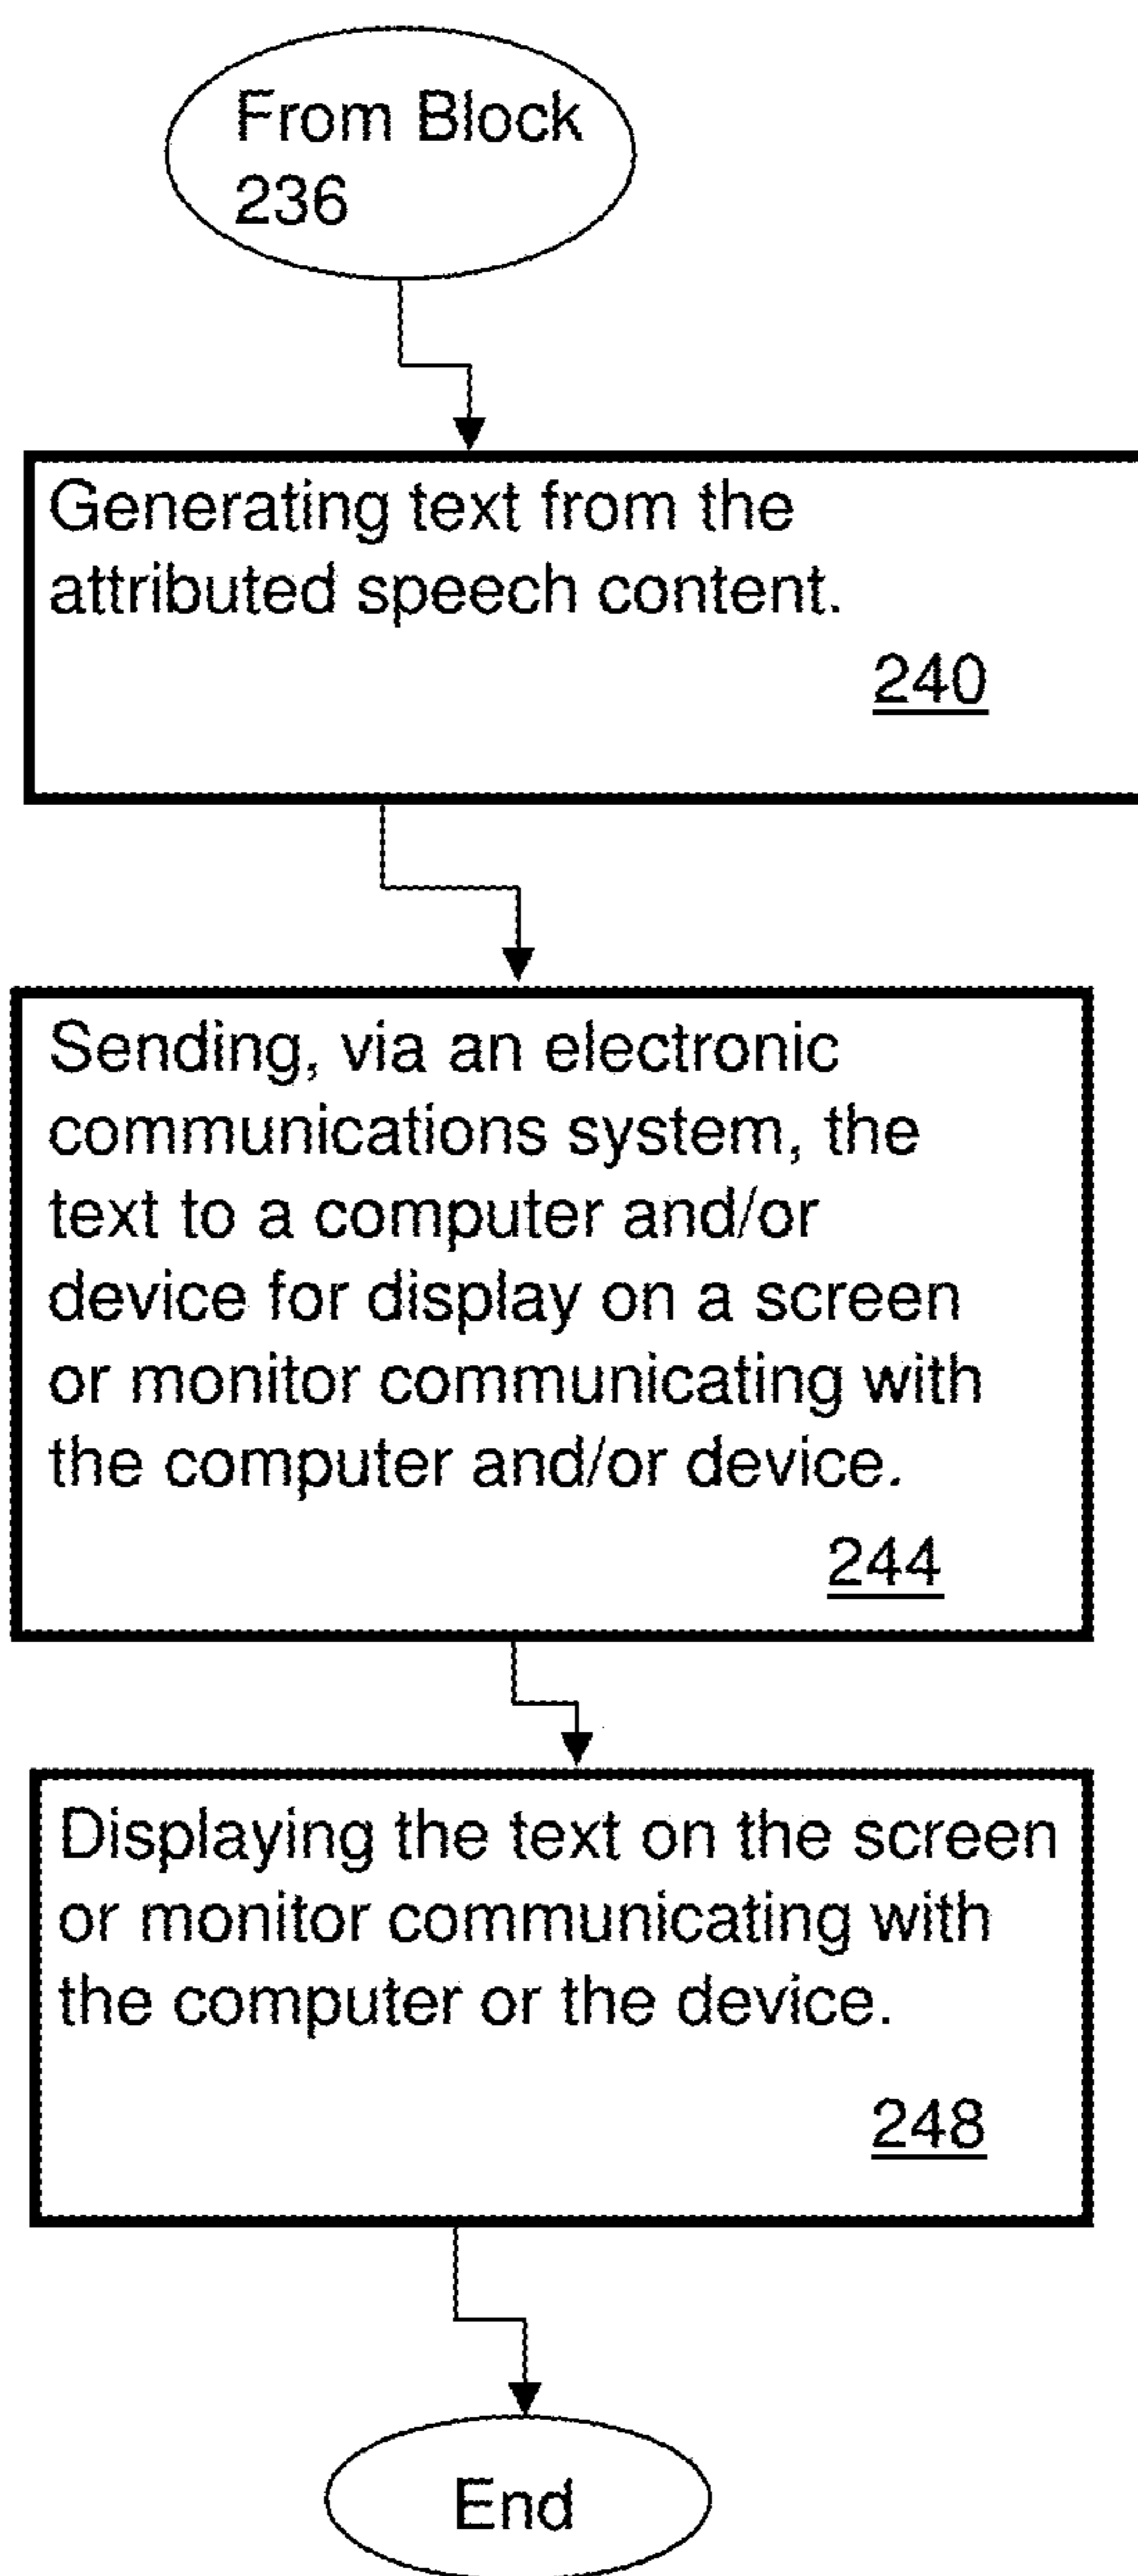 From Block
236
Generating text from the
attributed speech content.
240
Sending, via an electronic
communications system, the
text to a computer and/or
device for display on a screen
or monitor communicating with
the computer and/or device.
244
Displaying the text on the screen
or monitor communicating with
the computer or the device.
248
End